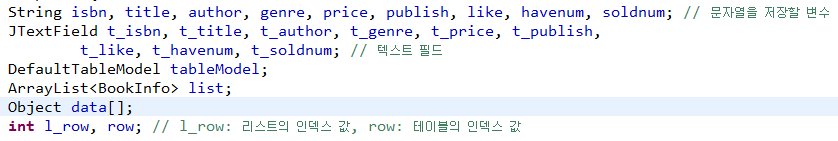 String isbn, title, author, genre, price, publish, like, havenum, soldnum; // 문자열을 저장할 변수
JTextField t_isbn, t_title, t_author, t_genre, t_price, t_publish,
t_like, t_havenum, t_soldnum; // 텍스트 필드
DefaultTableModel tableModel;
ArrayList<BookInfo> list;
Object data[];
int l_row, row; // l_row: 리스트의 인덱스 값, row: 테이블의 인덱스 값